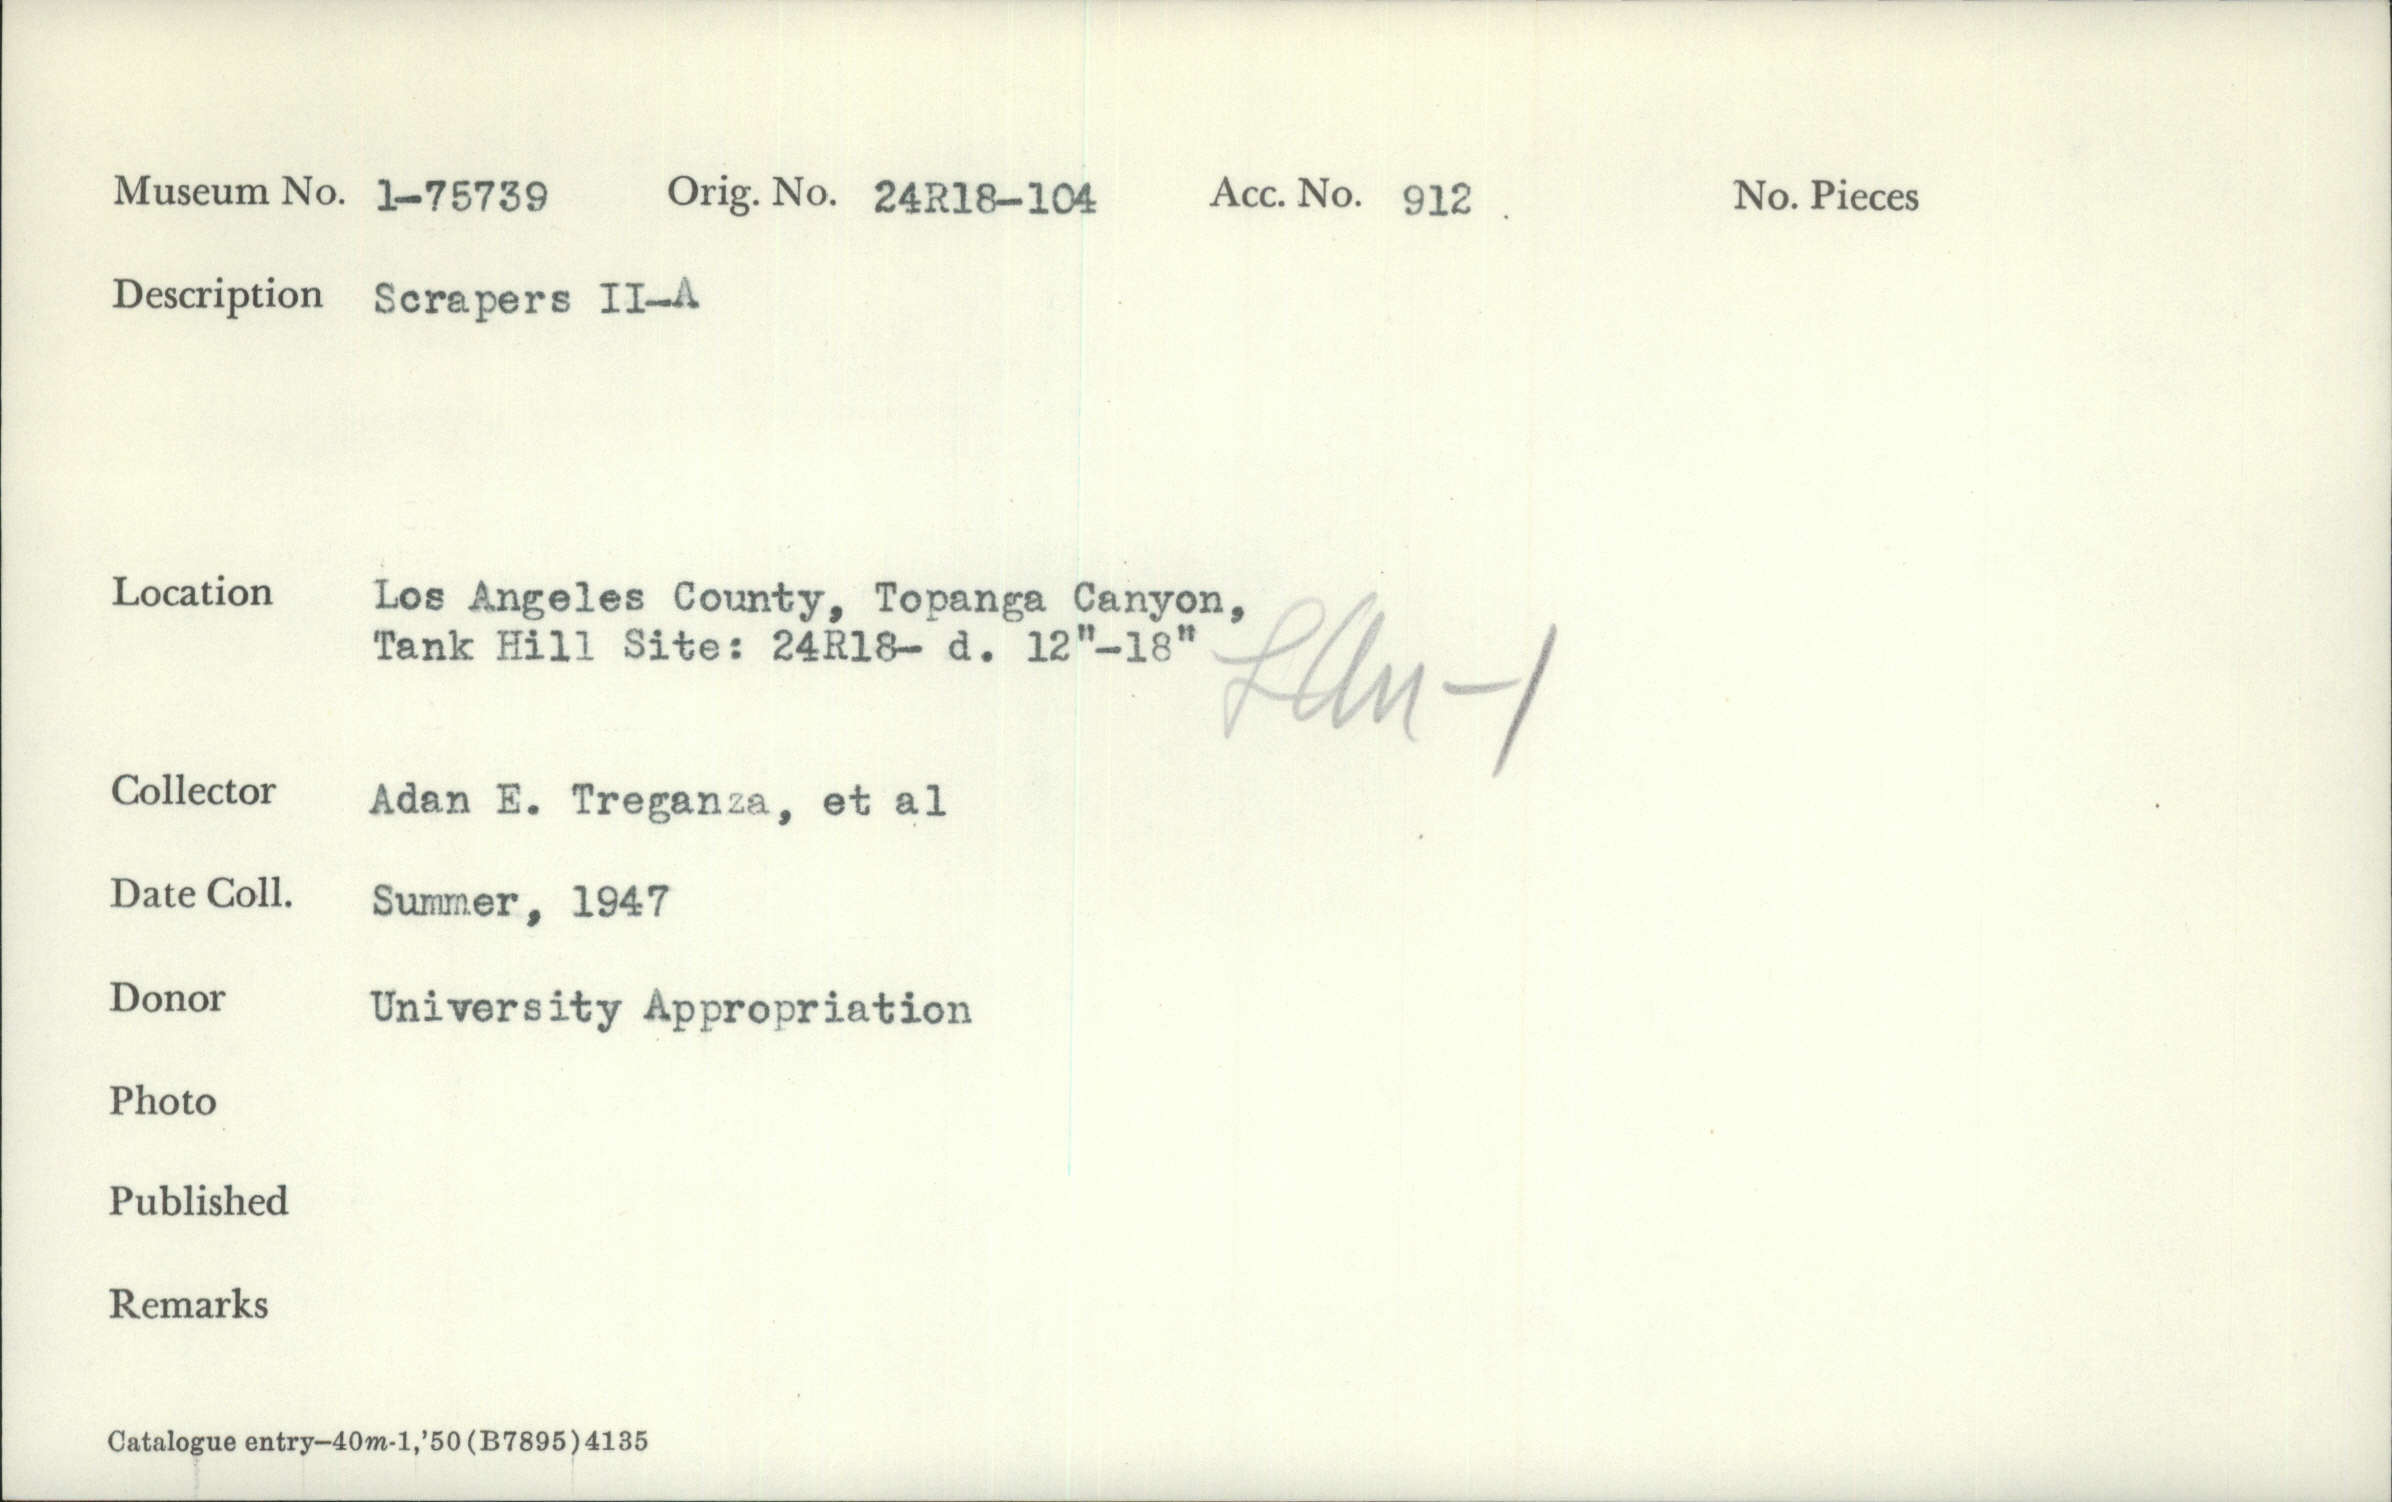 Museum No. 1-75739 Orig. No. 24R18-104 Acc. No. 912 . No. Pieces
Description Scrapers II-A
Location Los Angeles County, Topanga Canyon,
Tank Hill Site: 24R18- d. 12"-18"
LAn-1
Collector Adan E. Treganza, et al
Date Coll. Summer, 1947
Donor University Appropriation
Photo
Published
Remarks
Catalogue entry—40m-1,'50(B7895)4135